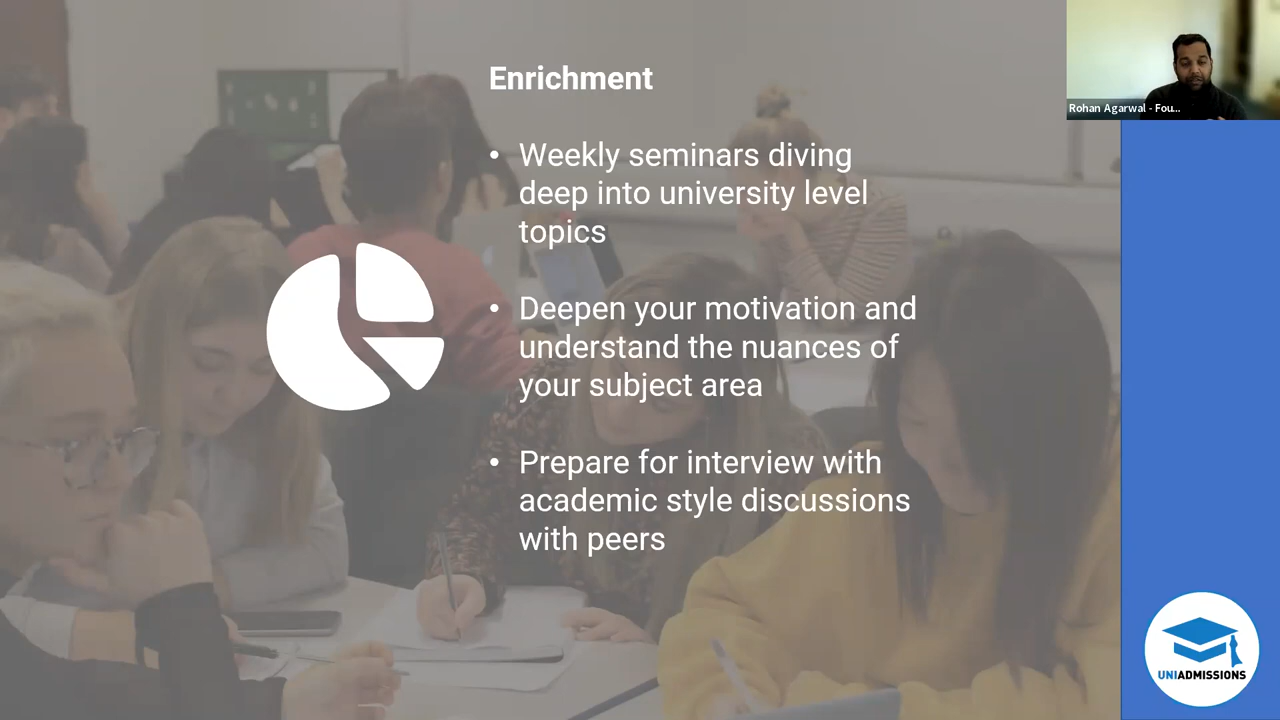 Enrichment
• Weekly seminars diving
deep into university level
topics
• Deepen your motivation and
understand the nuances of
your subject area
• Prepare for interview with
academic style discussions
with peers
Rohan Agarwal - Fou...
UNIADMISSIONS